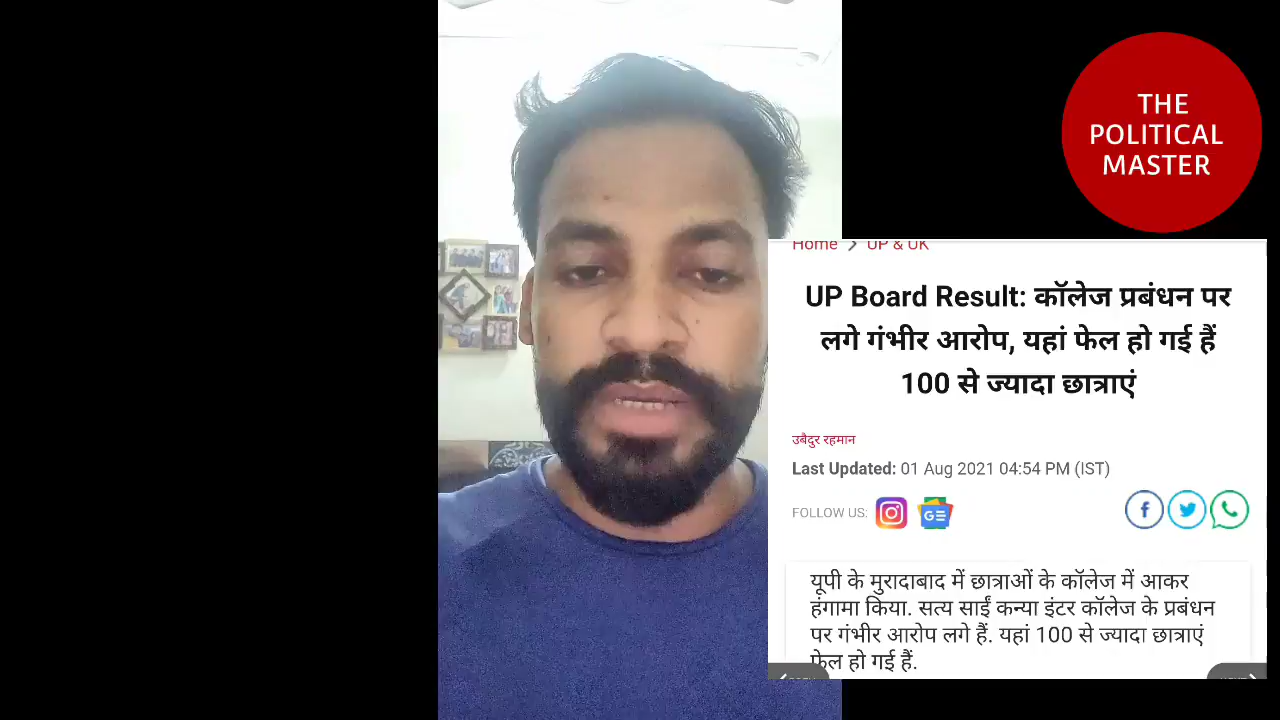 THE
POLITICAL
MASTER
Home > UP & UK
UP Board Result: कॉलेज प्रबंधन पर
लगे गंभीर आरोप, यहां फेल हो गई हैं
100 से ज्यादा छात्राएं
उबैदुर रहमान
Last Updated: 01 Aug 2021 04:54 PM (IST)
FOLLOW US:
यूपी के मुरादाबाद में छात्राओं के कॉलेज में आकर
हंगामा किया. सत्य साईं कन्या इंटर कॉलेज के प्रबंधन
पर गंभीर आरोप लगे हैं. यहां 100 से ज्यादा छात्राएं
फेल हो गई हैं.